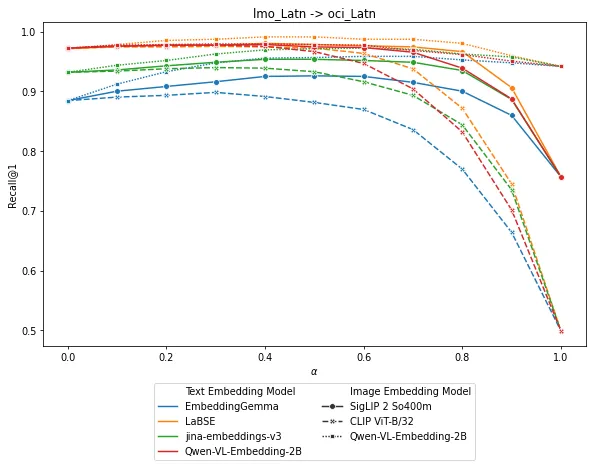 lmo_Latn -> oci_Latn
1.0
0.9
0.8
0.7
0.6
0.5
Recall@1
0.0 0.2 0.4 0.6 0.8 1.0
α
Text Embedding Model Image Embedding Model
EmbeddingGemma SigLIP 2 So400m
LaBSE CLIP ViT-B/32
jina-embeddings-v3 Qwen-VL-Embedding-2B
Qwen-VL-Embedding-2B